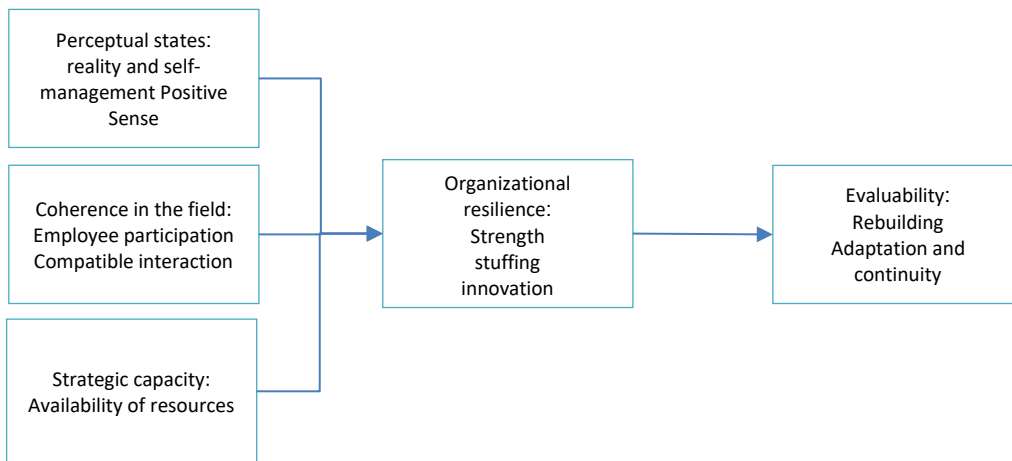 Perceptual states:
reality and self-
management Positive
Sense
Coherence in the field:
Employee participation
Compatible interaction
Strategic capacity:
Availability of resources
Organizational
resilience:
Strength
stuffing
innovation
Evaluability:
Rebuilding
Adaptation and
continuity